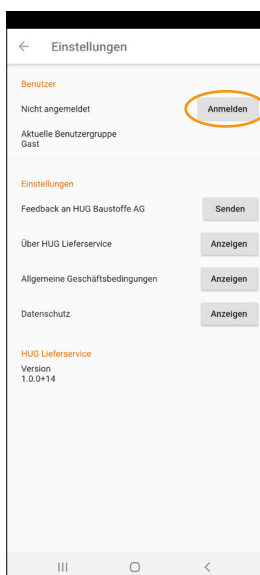 Einstellungen
Benutzer
Nicht angemeldet
Anmelden
Aktuelle Benutzergruppe
Gast
Einstellungen
Feedback an HUG Baustoffe AG
Senden
Über HUG Lieferservice
Anzeigen
Allgemeine Geschäftsbedingungen
Anzeigen
Datenschutz
Anzeigen
HUG Lieferservice
Version
1.0.0+14